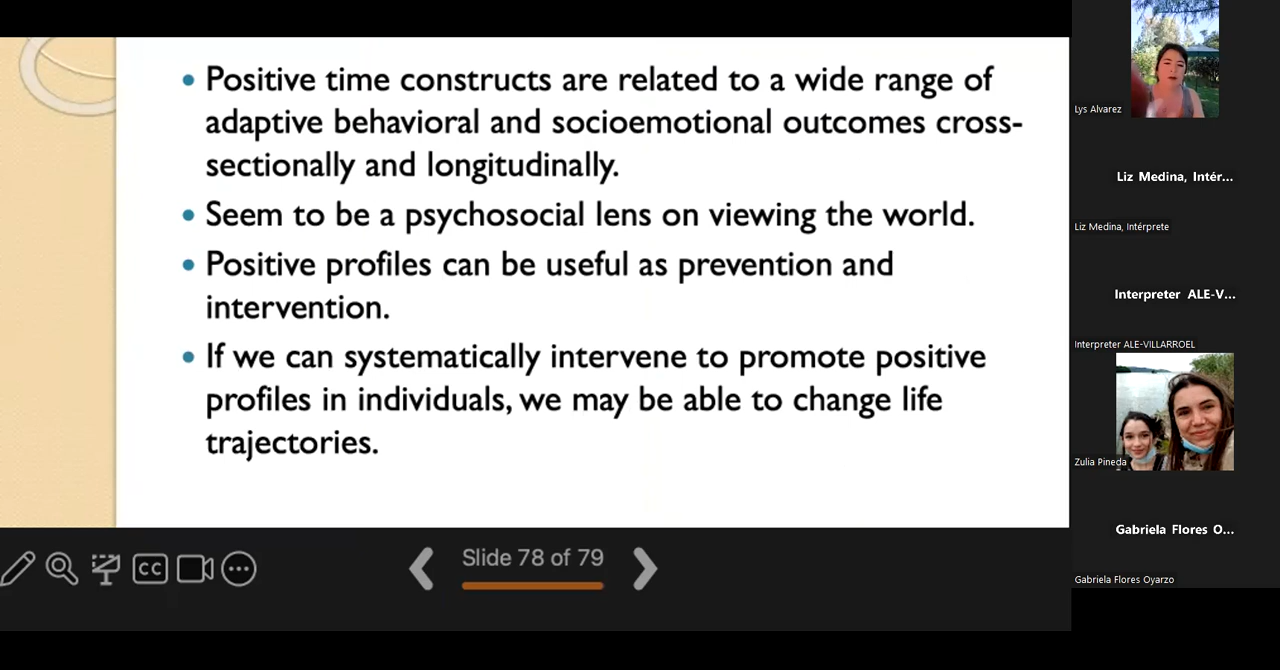 • Positive time constructs are related to a wide range of
adaptive behavioral and socioemotional outcomes cross-
sectionally and longitudinally.
• Seem to be a psychosocial lens on viewing the world.
• Positive profiles can be useful as prevention and
intervention.
• If we can systematically intervene to promote positive
profiles in individuals, we may be able to change life
trajectories.
CC
Slide 78 of 79
Lys Alvarez
Liz Medina, Intér...
Liz Medina, Intérprete
Interpreter ALE-V...
Interpreter ALE-VILLARROEL
Zulia Pineda
Gabriela Flores O...
Gabriela Flores Oyarzo